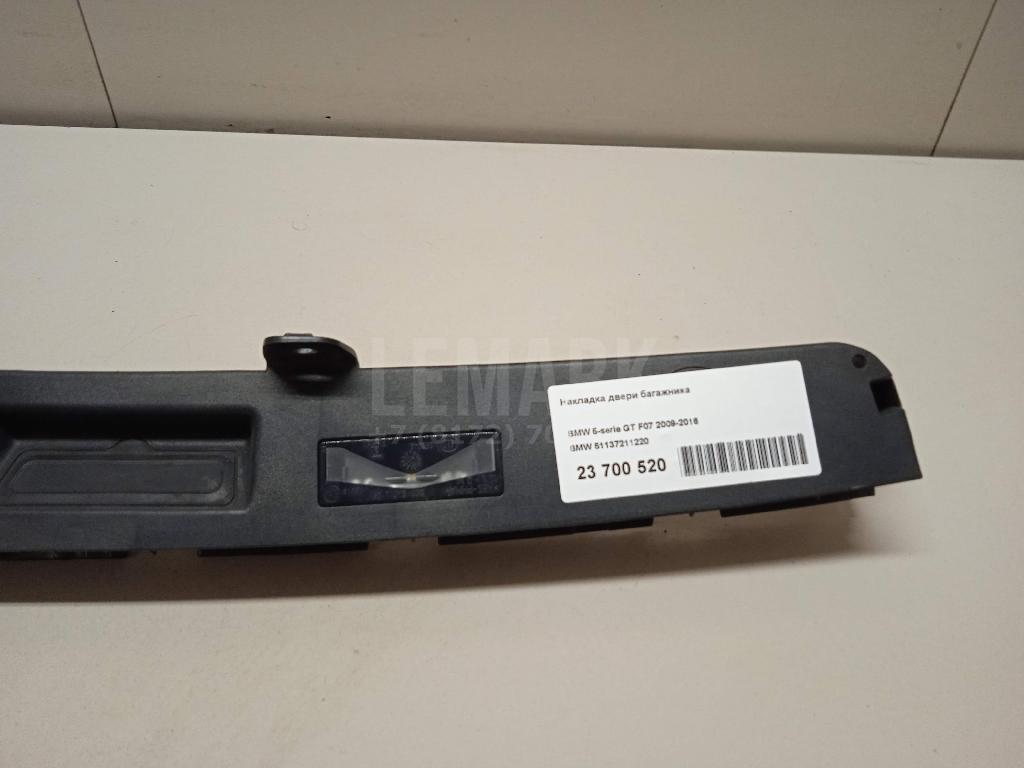 LEMARK
Накладка двери багажника
BMW 5-serie GT F07 2009-2016
BMW 51137211220
23 700 520